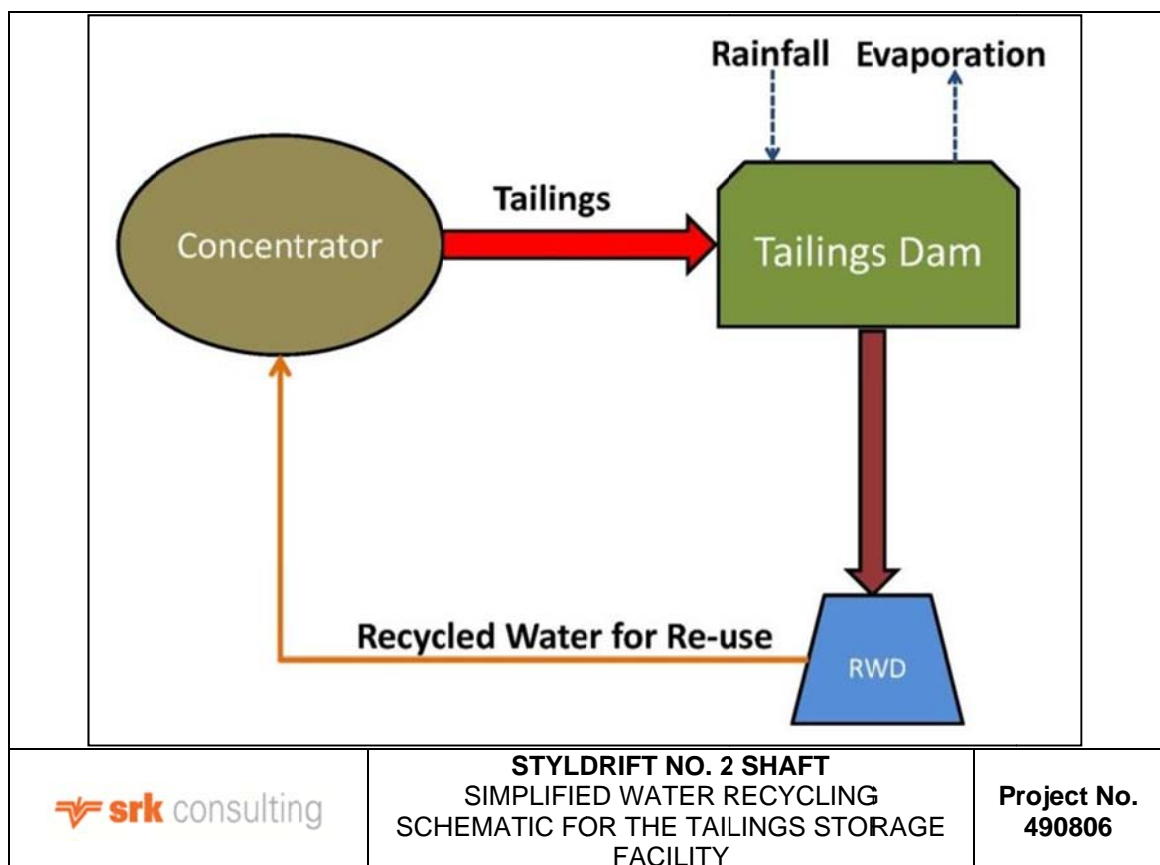 Rainfall Evaporation
Tailings
Concentrator
Tailings Dam
Recycled Water for Re-use
RWD
srk consulting
STYLDRIFT NO. 2 SHAFT
SIMPLIFIED WATER RECYCLING
SCHEMATIC FOR THE TAILINGS STORAGE
FACILITY
Project No.
490806